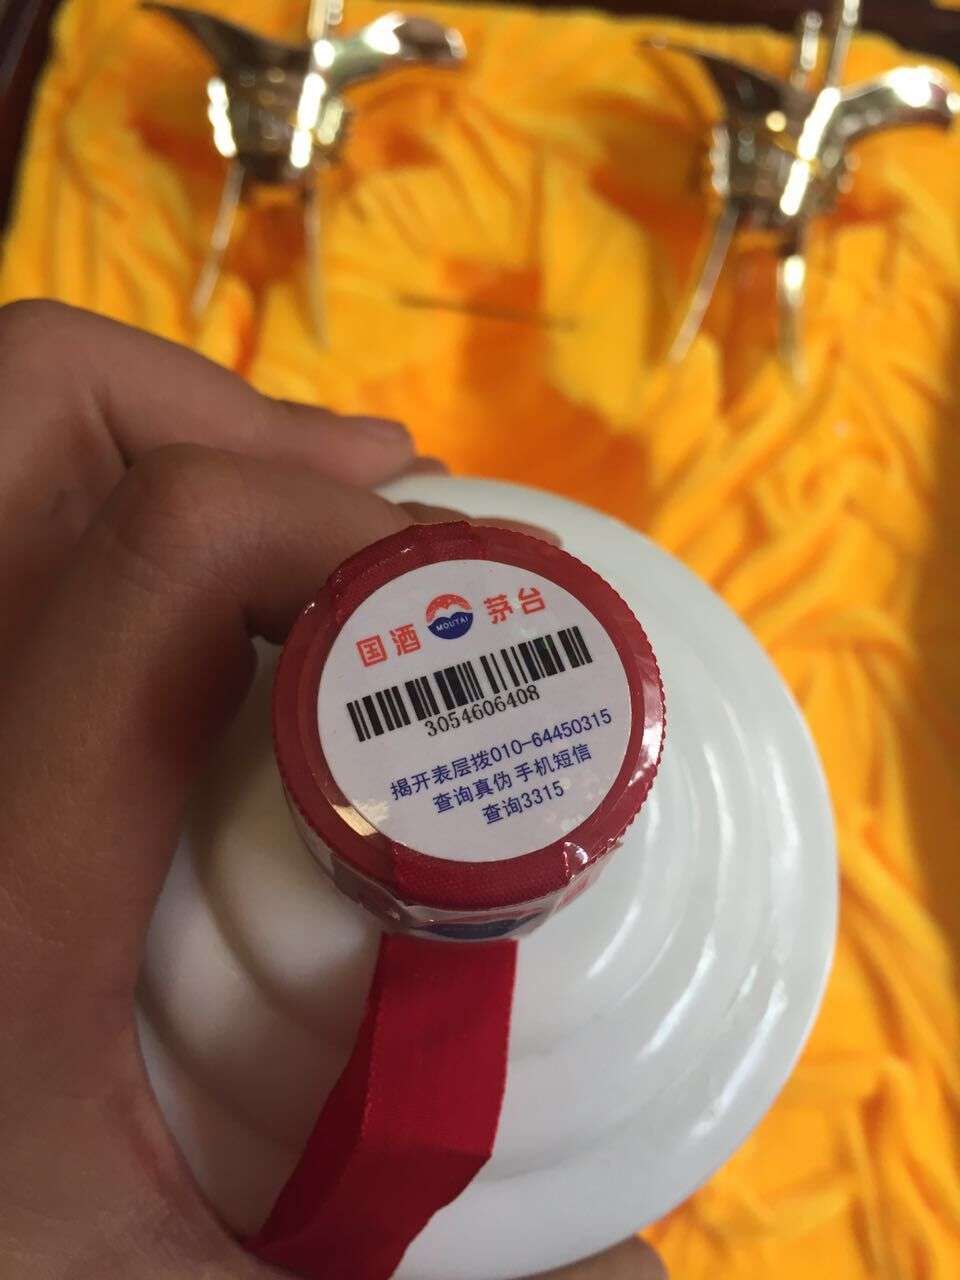 国酒 MOUTAI 茅台
3054606408
揭开表层拨010-64450315
查询真伪 手机短信
查询3315